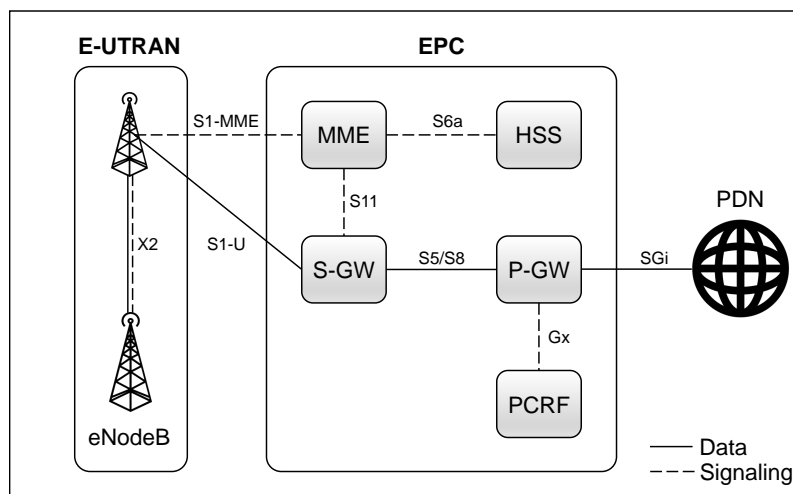 E-UTRAN
EPC
S1-MME
MME
S6a
HSS
S11
PDN
X2
S1-U
S-GW
S5/S8
P-GW
SGi
Gx
PCRF
eNodeB
Data
Signaling